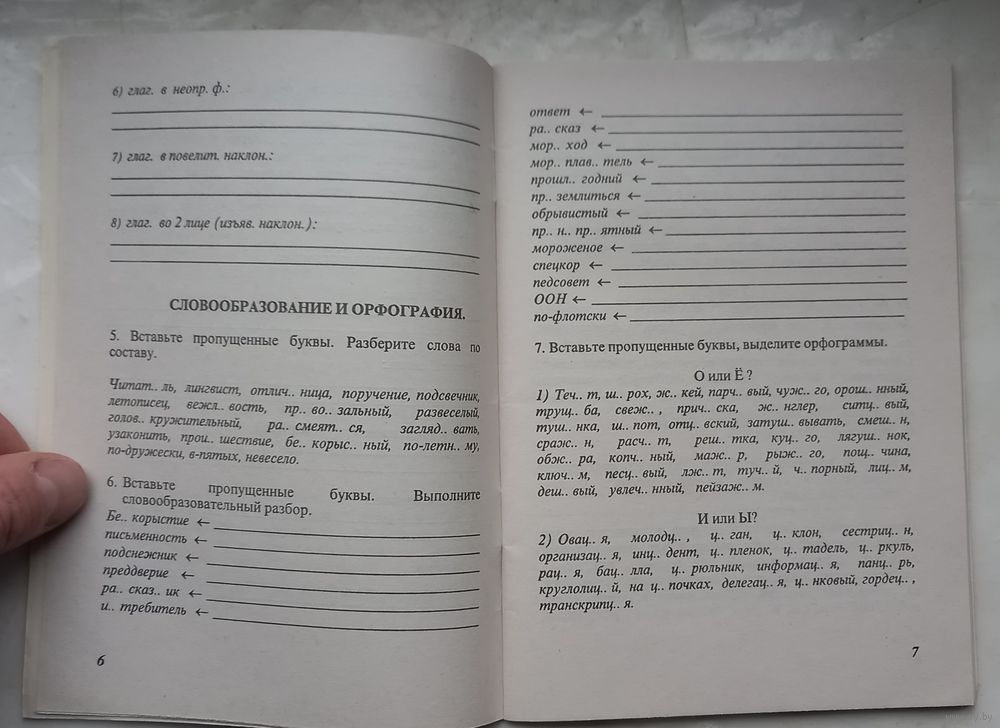 6) глаг. в неопр. ф.:
7) глаг. в повелит. наклон.:
8) глаг. во 2 лице (изъяв. наклон.):
СЛОВООБРАЗОВАНИЕ И ОРФОГРАФИЯ.
5. Вставьте пропущенные буквы. Разберите слова по
составу.
Читат.. ль, лингвист, отлич.. ница, поручение, подсвечник,
летописец, вежл.. вость, пр.. во.. зальный, развеселый,
голов.. кружительный, ра.. смеят.. ся, загляд.. вать,
узаконить, прои.. шествие, бе.. корыс.. ный, по-летн.. му,
по-дружески, в-пятых, невесело.
6. Вставьте пропущенные буквы. Выполните
словообразовательный разбор.
Бе.. корыстие ←
письменность ←
подснежник ←
преддверие ←
ра.. сказ.. ик ←
и.. требитель ←
6
ответ ←
ра.. сказ ←
мор.. ход ←
мор.. плав.. тель ←
прошл.. годний ←
пр.. землиться ←
обрывистый ←
пр.. н.. пр.. ятный ←
мороженое ←
спецкор ←
педсовет ←
ООН ←
по-флотски ←
7. Вставьте пропущенные буквы, выделите орфограммы.
О или Ё?
1) Теч.. т, ш.. рох, ж.. кей, парч.. вый, чуж.. го, орош.. нный,
трущ.. ба, свеж.. , прич.. ска, ж.. нглер, ситц.. вый,
туш.. нка, ш.. пот, отц.. вский, затуш.. вывать, смеш.. н,
сраж.. н, расч.. т, реш.. тка, куц.. го, лягуш.. нок,
обж.. ра, копч.. ный, маж.. р, рыж.. го, пощ.. чина,
ключ.. м, песц.. вый, лж.. т, туч.. й, ч.. порный, лиц.. м,
деш.. вый, увлеч.. нный, пейзаж.. м.
И или Ы?
2) Овац.. я, молодц.. , ц.. ган, ц.. клон, сестриц.. н,
организац.. я, инц.. дент, ц.. пленок, ц.. тадель, ц.. ркуль,
рац.. я, бац.. лла, ц.. рюльник, информац.. я, панц.. рь,
круглолиц.. й, на ц.. почках, делегац.. я, ц.. нковый, гордец.. ,
транскрипц.. я.
7